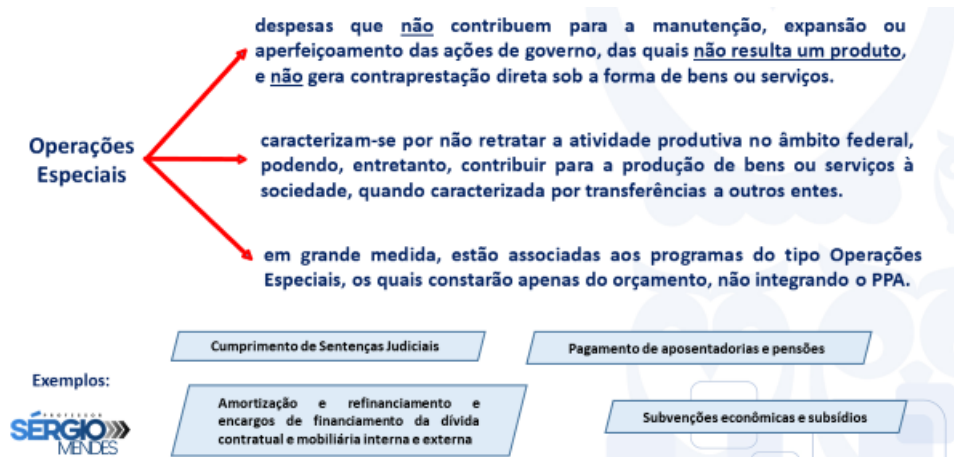 despesas que não contribuem para a manutenção, expansão ou
aperfeiçoamento das ações de governo, das quais não resulta um produto,
e não gera contraprestação direta sob a forma de bens ou serviços.
Operações
Especiais
caracterizam-se por não retratar a atividade produtiva no âmbito federal,
podendo, entretanto, contribuir para a produção de bens ou serviços à
sociedade, quando caracterizada por transferências a outros entes.
em grande medida, estão associadas aos programas do tipo Operações
Especiais, os quais constarão apenas do orçamento, não integrando o PPA.
Cumprimento de Sentenças Judiciais
Pagamento de aposentadorias e pensões
Exemplos:
Amortização e refinanciamento e
encargos de financiamento da dívida
contratual e mobiliária interna e externa
Subvenções econômicas e subsídios
PROFESSOR
SÉRGIO
MENDES